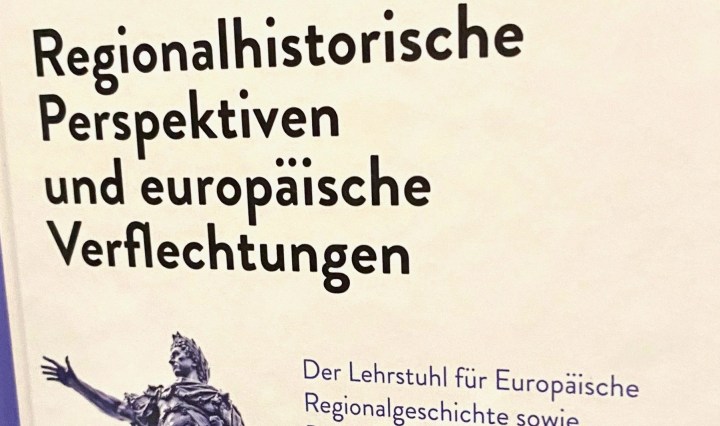 Regionalhistorische
Perspektiven
und europäische
Verflechtungen
Der Lehrstuhl für Europäische
Regionalgeschichte sowie